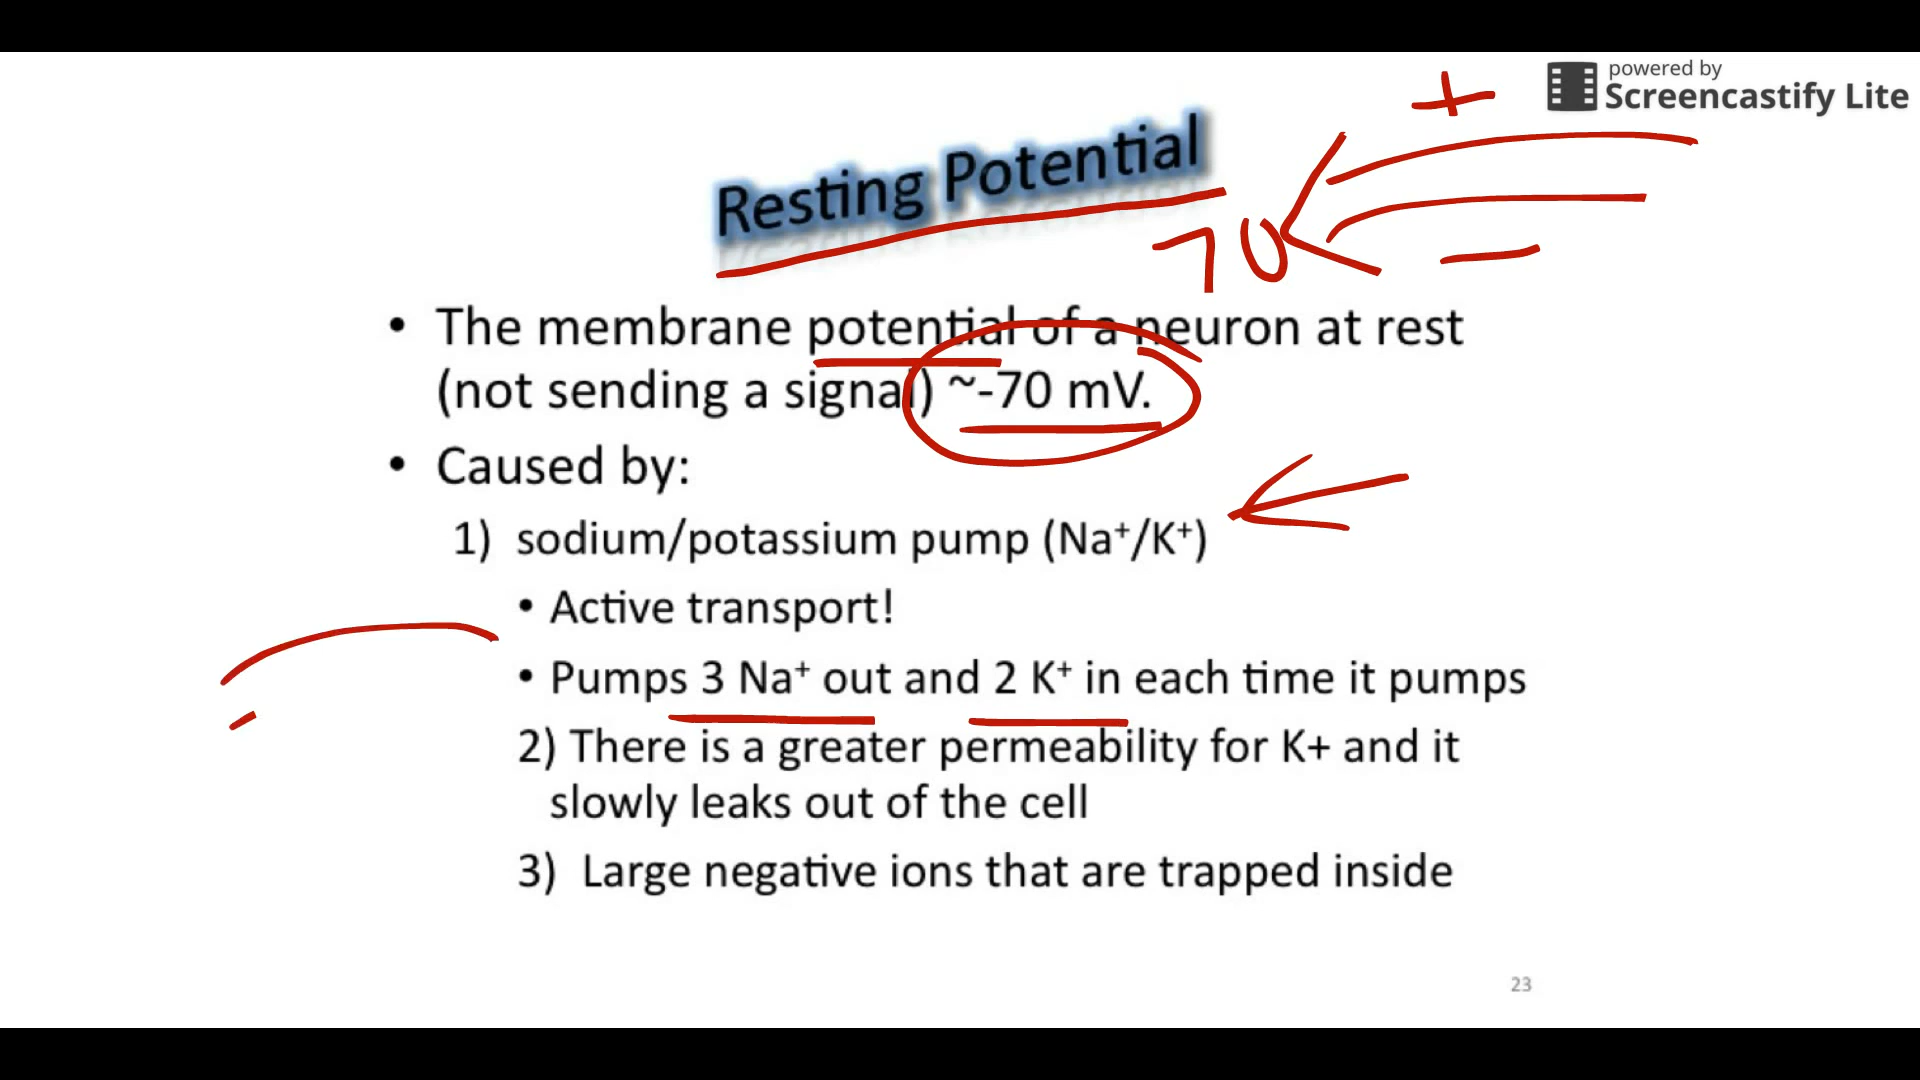 powered by
Screencastify Lite
+
Resting Potential
70
• The membrane potential of a neuron at rest
(not sending a signal) ~-70 mV.
• Caused by:
1) sodium/potassium pump (Na⁺/K⁺)
• Active transport!
• Pumps 3 Na⁺ out and 2 K⁺ in each time it pumps
2) There is a greater permeability for K+ and it
slowly leaks out of the cell
3) Large negative ions that are trapped inside
23